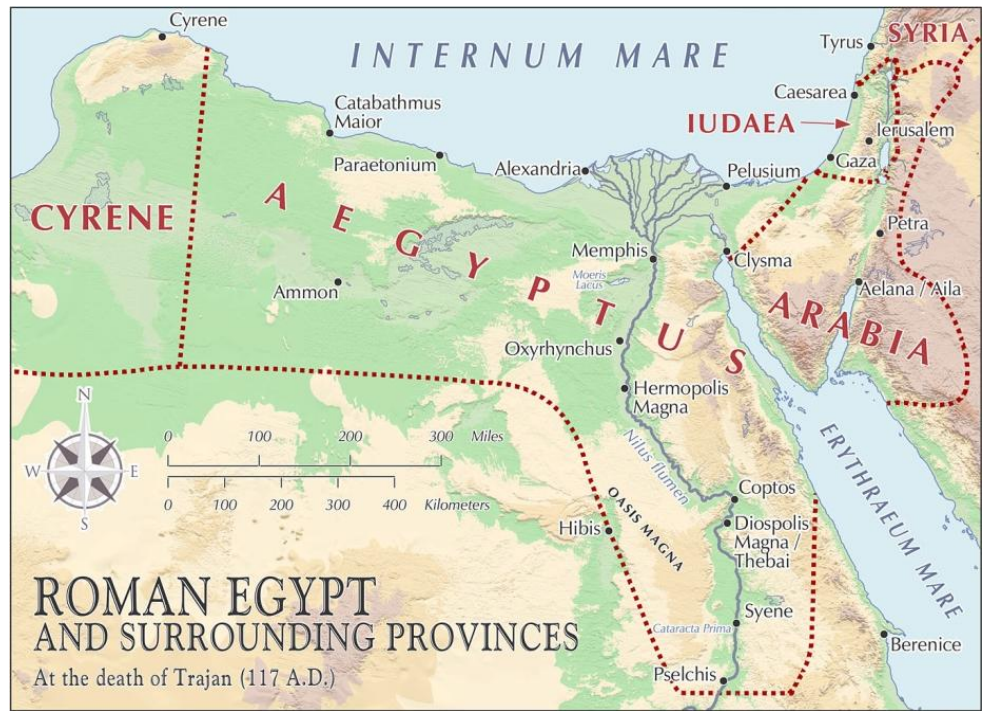 Cyrene
INTERNUM MARE
SYRIA
Tyrus
Caesarea
Catabathmus
Maior
IUDAEA
Ierusalem
Paraetonium
Alexandria
Gaza
Pelusium
CYRENE
AEGYPTUS
Petra
Memphis
Clysma
Moeris
Lacus
Ammon
Aelana / Aila
ARABIA
Oxyrhynchus
Hermopolis
Magna
N
W
E
S
0 100 200 300 Miles
0 100 200 300 400 Kilometers
Nilus flumen
ERYTHRAEUM MARE
Coptos
OASIS MAGNA
Hibis
Diospolis
Magna /
Thebai
ROMAN EGYPT
AND SURROUNDING PROVINCES
At the death of Trajan (117 A.D.)
Syene
Cataracta Prima
Berenice
Pselchis